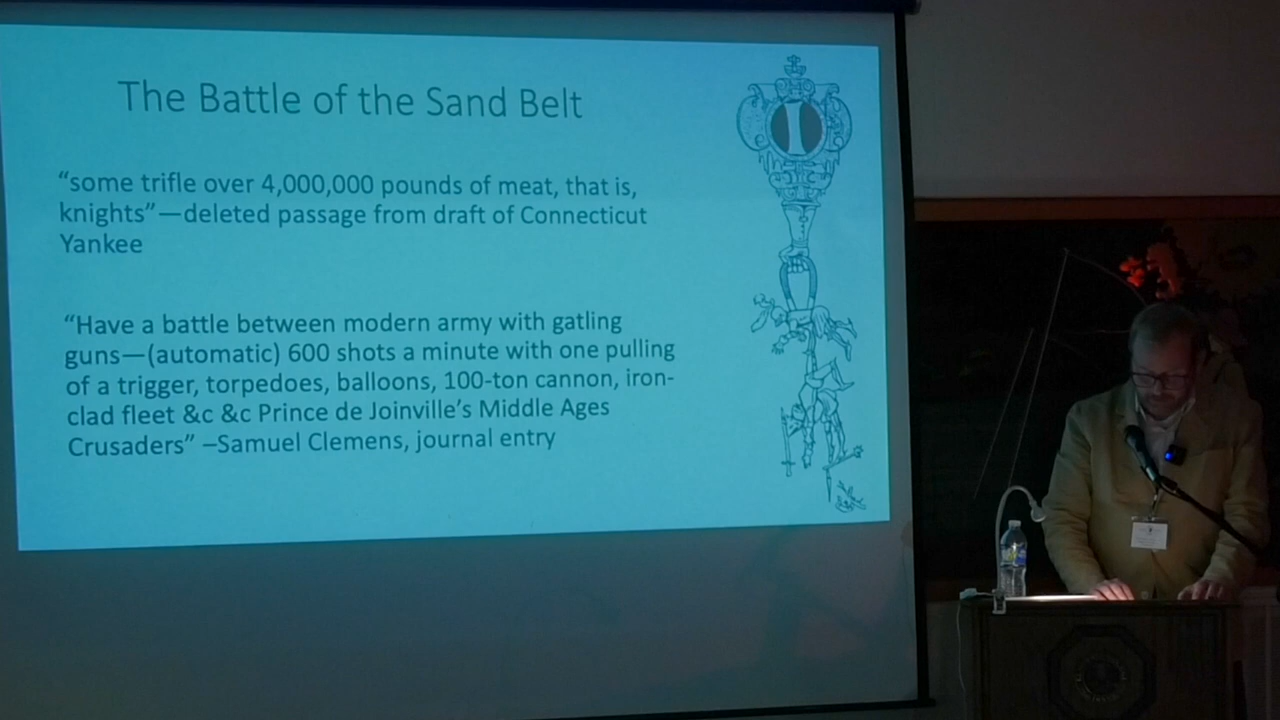 The Battle of the Sand Belt
“some trifle over 4,000,000 pounds of meat, that is,
knights”—deleted passage from draft of Connecticut
Yankee
“Have a battle between modern army with gatling
guns—(automatic) 600 shots a minute with one pulling
of a trigger, torpedoes, balloons, 100-ton cannon, iron-
clad fleet &c &c Prince de Joinville’s Middle Ages
Crusaders” –Samuel Clemens, journal entry